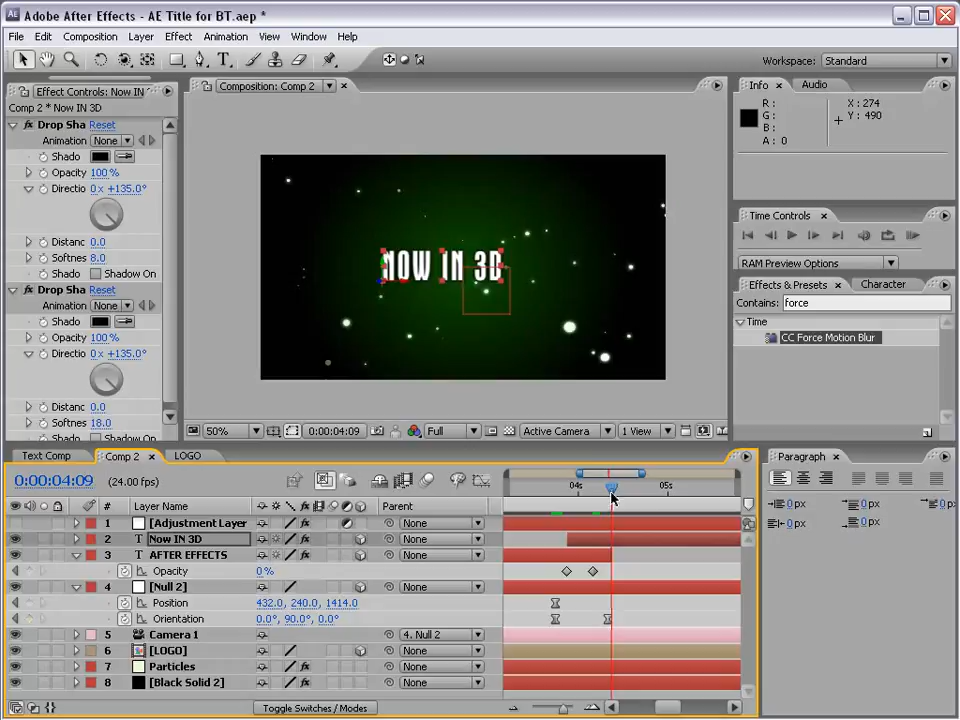 Adobe After Effects - AE Title for BT.aep *
File Edit Composition Layer Effect Animation View Window Help
Workspace: Standard
Effect Controls: Now IN
Comp 2 * Now IN 3D
Drop Sha Reset
Animation None
Shado
Opacity 100 %
Directio 0 x +135.0°
Distanc 0.0
Softnes 8.0
Shado Shadow On
Drop Sha Reset
Animation None
Shado
Opacity 100 %
Directio 0 x +135.0°
Distanc 0.0
Softnes 18.0
Shado Shadow On
Composition: Comp 2
NOW IN 3D
50% 0:00:04:09 Full Active Camera 1 View
Info Audio
R :
G :
B :
A : 0
X : 274
Y : 490
Time Controls
RAM Preview Options
Effects & Presets Character
Contains: force
Time
CC Force Motion Blur
Text Comp Comp 2 LOGO
0:00:04:09 (24.00 fps)
04s 05s
# Layer Name Parent
1 [Adjustment Layer None
2 Now IN 3D None
3 AFTER EFFECTS None
Opacity 0 %
4 [Null 2] None
Position 432.0, 240.0, 1414.0
Orientation 0.0°, 90.0°, 0.0°
5 Camera 1 4. Null 2
6 [LOGO] None
7 Particles None
8 [Black Solid 2] None
Toggle Switches / Modes
Paragraph
0 px 0 px 0 px
0 px 0 px